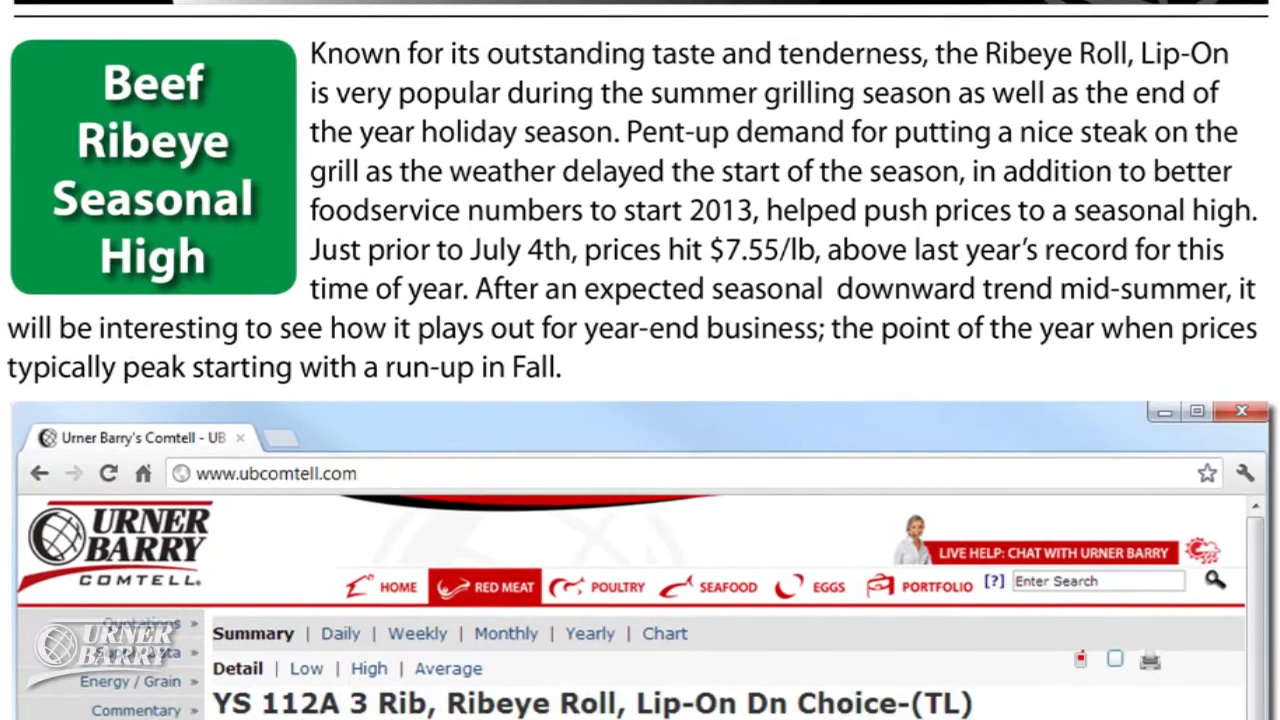 Beef
Ribeye
Seasonal
High
Known for its outstanding taste and tenderness, the Ribeye Roll, Lip-On
is very popular during the summer grilling season as well as the end of
the year holiday season. Pent-up demand for putting a nice steak on the
grill as the weather delayed the start of the season, in addition to better
foodservice numbers to start 2013, helped push prices to a seasonal high.
Just prior to July 4th, prices hit $7.55/lb, above last year's record for this
time of year. After an expected seasonal downward trend mid-summer, it
will be interesting to see how it plays out for year-end business; the point of the year when prices
typically peak starting with a run-up in Fall.
Urner Barry's Comtell - UB
www.ubcomtell.com
URNER
BARRY
COMTELL
LIVE HELP: CHAT WITH URNER BARRY
HOME RED MEAT POULTRY SEAFOOD EGGS PORTFOLIO [?] Enter Search
Quotations »
Summary | Daily | Weekly | Monthly | Yearly | Chart
URNER
BARRY
Detail | Low | High | Average
Energy / Grain »
YS 112A 3 Rib, Ribeye Roll, Lip-On Dn Choice-(TL)
Commentary »